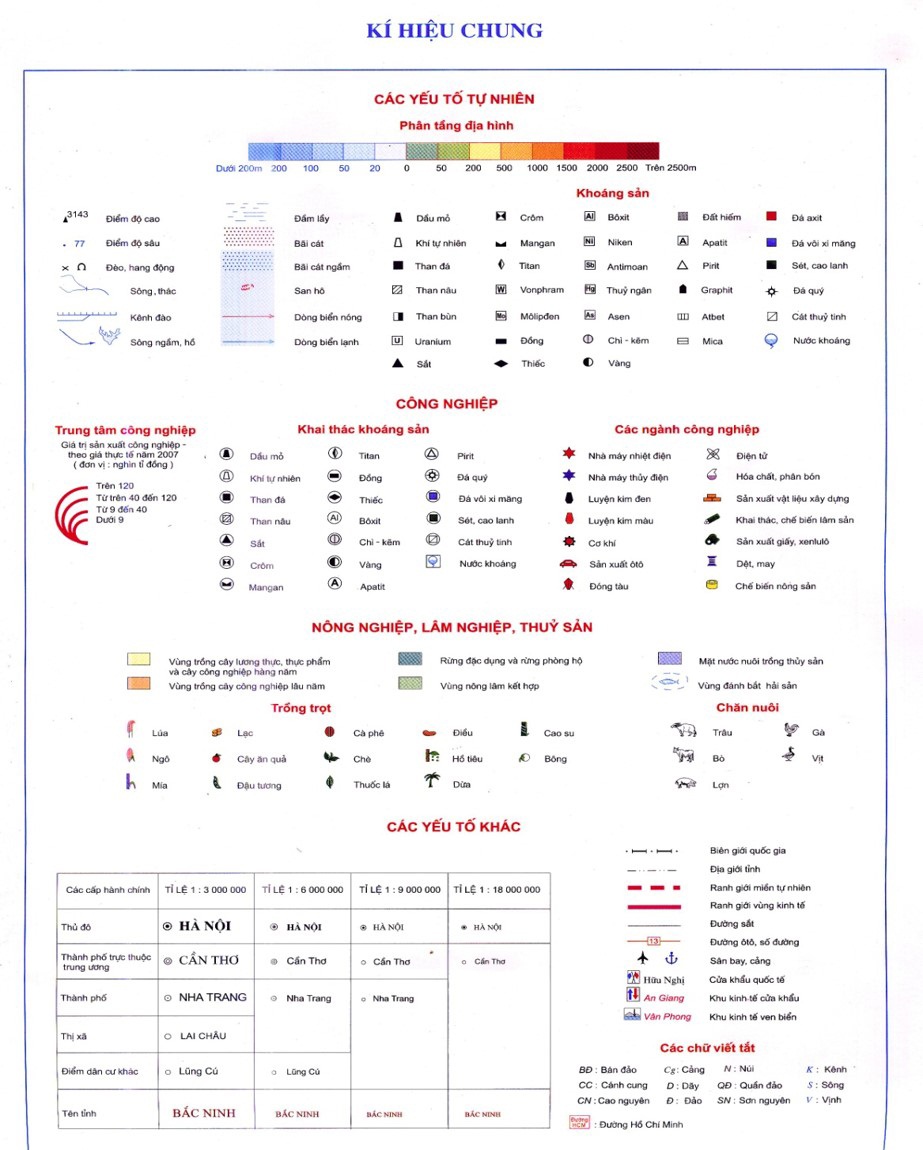 KÍ HIỆU CHUNG
CÁC YẾU TỐ TỰ NHIÊN
Phân tầng địa hình
Dưới 200m 200 100 50 20 0 50 200 500 1000 1500 2000 2500 Trên 2500m
3143 Điểm độ cao
77 Điểm độ sâu
Đèo, hang động
Sông, thác
Kênh đào
Sông ngầm, hồ
Đầm lầy
Bãi cát
Bãi cát ngầm
San hô
Dòng biển nóng
Dòng biển lạnh
Khoáng sản
Dầu mỏ
Khí tự nhiên
Than đá
Than nâu
Than bùn
U Uranium
Sắt
Crôm
Mangan
Titan
W Vonphram
Mo Môlipđen
Đồng
Thiếc
Al Bôxit
Ni Niken
Sb Antimoan
Hg Thuỷ ngân
As Asen
Chì - kẽm
Vàng
Đất hiếm
A Apatit
Pirit
Graphit
Atbet
Mica
Đá axit
Đá vôi xi măng
Sét, cao lanh
Đá quý
Cát thuỷ tinh
Nước khoáng
CÔNG NGHIỆP
Trung tâm công nghiệp
Giá trị sản xuất công nghiệp -
theo giá thực tế năm 2007
( đơn vị : nghìn tỉ đồng )
Trên 120
Từ trên 40 đến 120
Từ 9 đến 40
Dưới 9
Khai thác khoáng sản
Dầu mỏ
Khí tự nhiên
Than đá
Than nâu
Sắt
Crôm
Mangan
Titan
Đồng
Thiếc
Al Bôxit
Chì - kẽm
Vàng
A Apatit
Pirit
Đá quý
Đá vôi xi măng
Sét, cao lanh
Cát thuỷ tinh
Nước khoáng
Các ngành công nghiệp
Nhà máy nhiệt điện
Nhà máy thủy điện
Luyện kim đen
Luyện kim màu
Cơ khí
Sản xuất ôtô
Đóng tàu
Điện tử
Hóa chất, phân bón
Sản xuất vật liệu xây dựng
Khai thác, chế biến lâm sản
Sản xuất giấy, xenlulô
Dệt, may
Chế biến nông sản
NÔNG NGHIỆP, LÂM NGHIỆP, THUỶ SẢN
Vùng trồng cây lương thực, thực phẩm
và cây công nghiệp hàng năm
Vùng trồng cây công nghiệp lâu năm
Rừng đặc dụng và rừng phòng hộ
Vùng nông lâm kết hợp
Mặt nước nuôi trồng thủy sản
Vùng đánh bắt hải sản
Trồng trọt
Lúa
Ngô
Mía
Lạc
Cây ăn quả
Đậu tương
Cà phê
Chè
Thuốc lá
Điều
Hồ tiêu
Dừa
Cao su
Bông
Chăn nuôi
Trâu
Bò
Lợn
Gà
Vịt
CÁC YẾU TỐ KHÁC
Các cấp hành chính TỈ LỆ 1 : 3 000 000 TỈ LỆ 1 : 6 000 000 TỈ LỆ 1 : 9 000 000 TỈ LỆ 1 : 18 000 000
Thủ đô HÀ NỘI HÀ NỘI HÀ NỘI HÀ NỘI
Thành phố trực thuộc
trung ương CẦN THƠ Cần Thơ Cần Thơ Cần Thơ
Thành phố NHA TRANG Nha Trang Nha Trang
Thị xã LAI CHÂU
Điểm dân cư khác Lũng Cú Lũng Cú
Tên tỉnh BẮC NINH BẮC NINH BẮC NINH BẮC NINH
Biên giới quốc gia
Địa giới tỉnh
Ranh giới miền tự nhiên
Ranh giới vùng kinh tế
Đường sắt
13 Đường ôtô, số đường
Sân bay, cảng
Hữu Nghị Cửa khẩu quốc tế
An Giang Khu kinh tế cửa khẩu
Vân Phong Khu kinh tế ven biển
Các chữ viết tắt
BĐ : Bán đảo Cg : Cảng N : Núi K : Kênh
CC : Cánh cung D : Dãy QĐ : Quần đảo S : Sông
CN : Cao nguyên Đ : Đảo SN : Sơn nguyên V : Vịnh
Đường
HCM : Đường Hồ Chí Minh